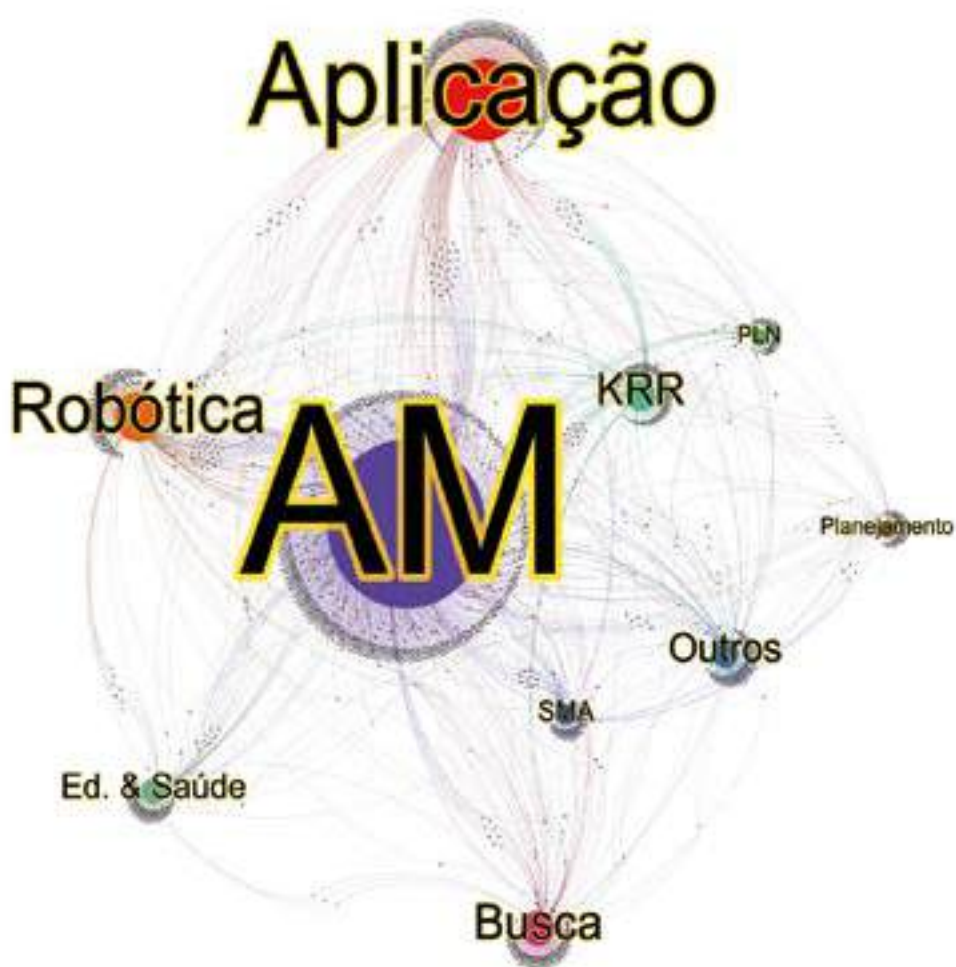 Aplicação
PLN
KRR
Robótica
AM
Planejamento
Outros
SMA
Ed. & Saúde
Busca